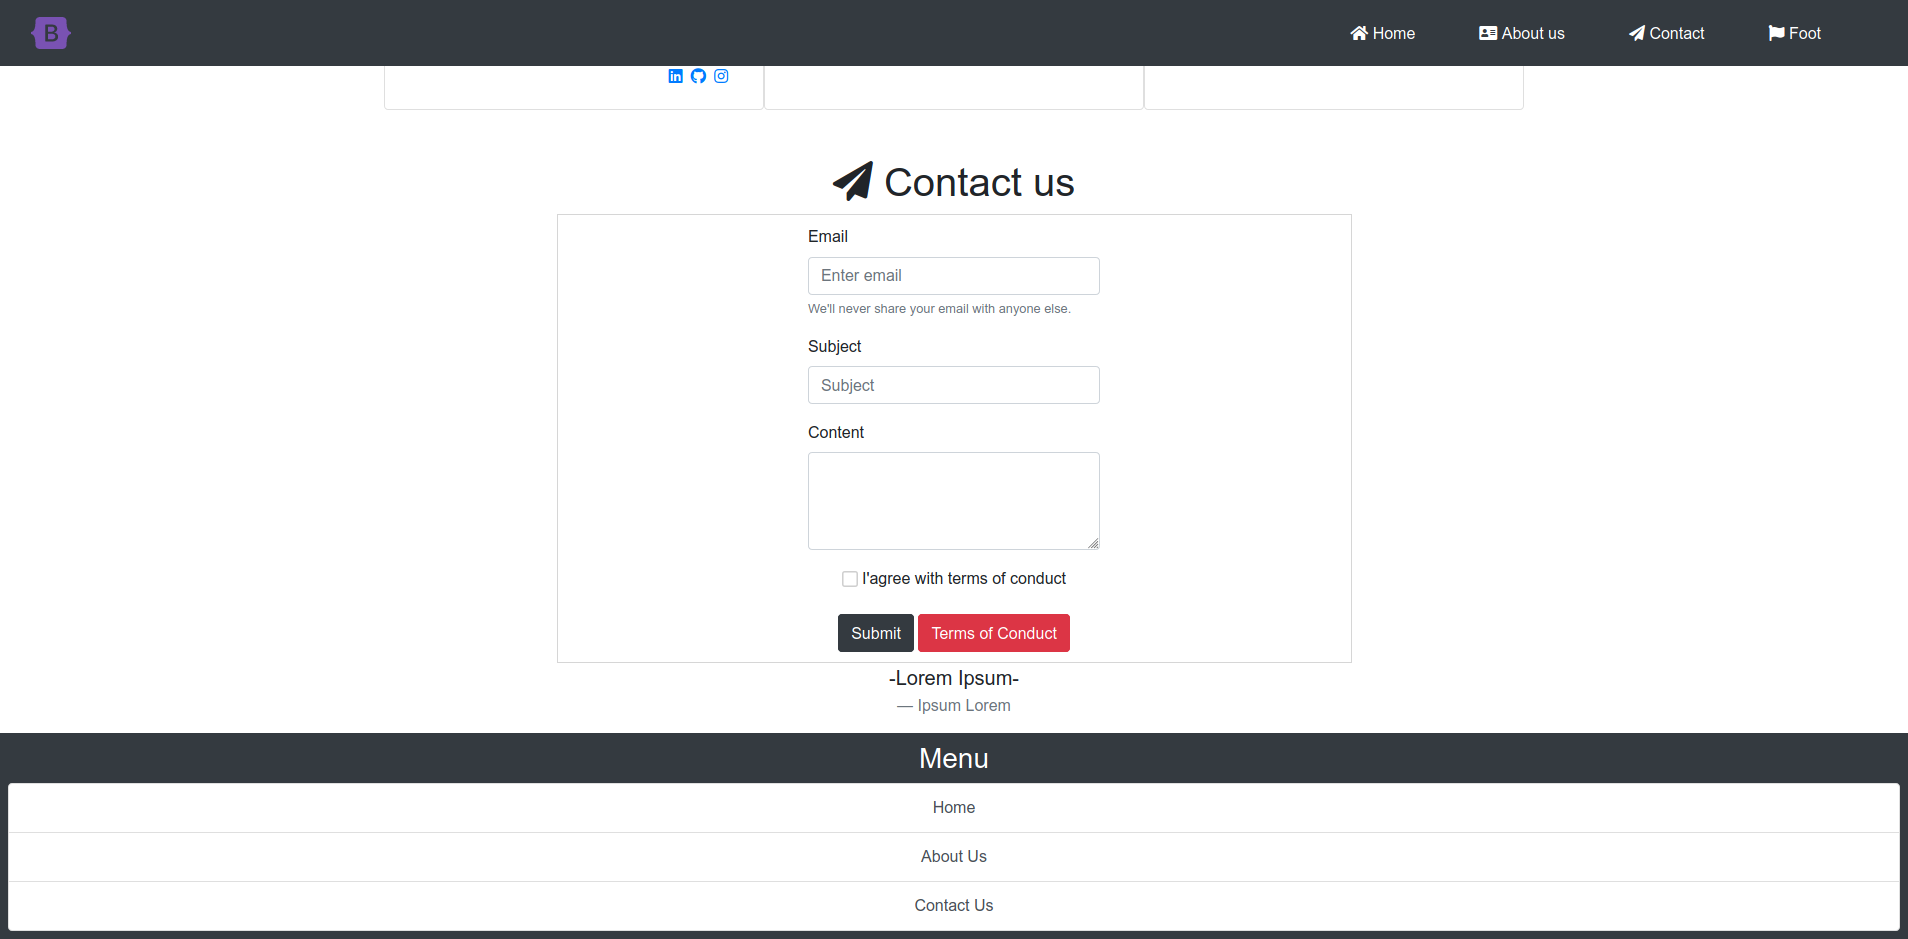 B
Home
About us
Contact
Foot
Contact us
Email
Enter email
We'll never share your email with anyone else.
Subject
Subject
Content
I'agree with terms of conduct
Submit
Terms of Conduct
-Lorem Ipsum-
— Ipsum Lorem
Menu
Home
About Us
Contact Us